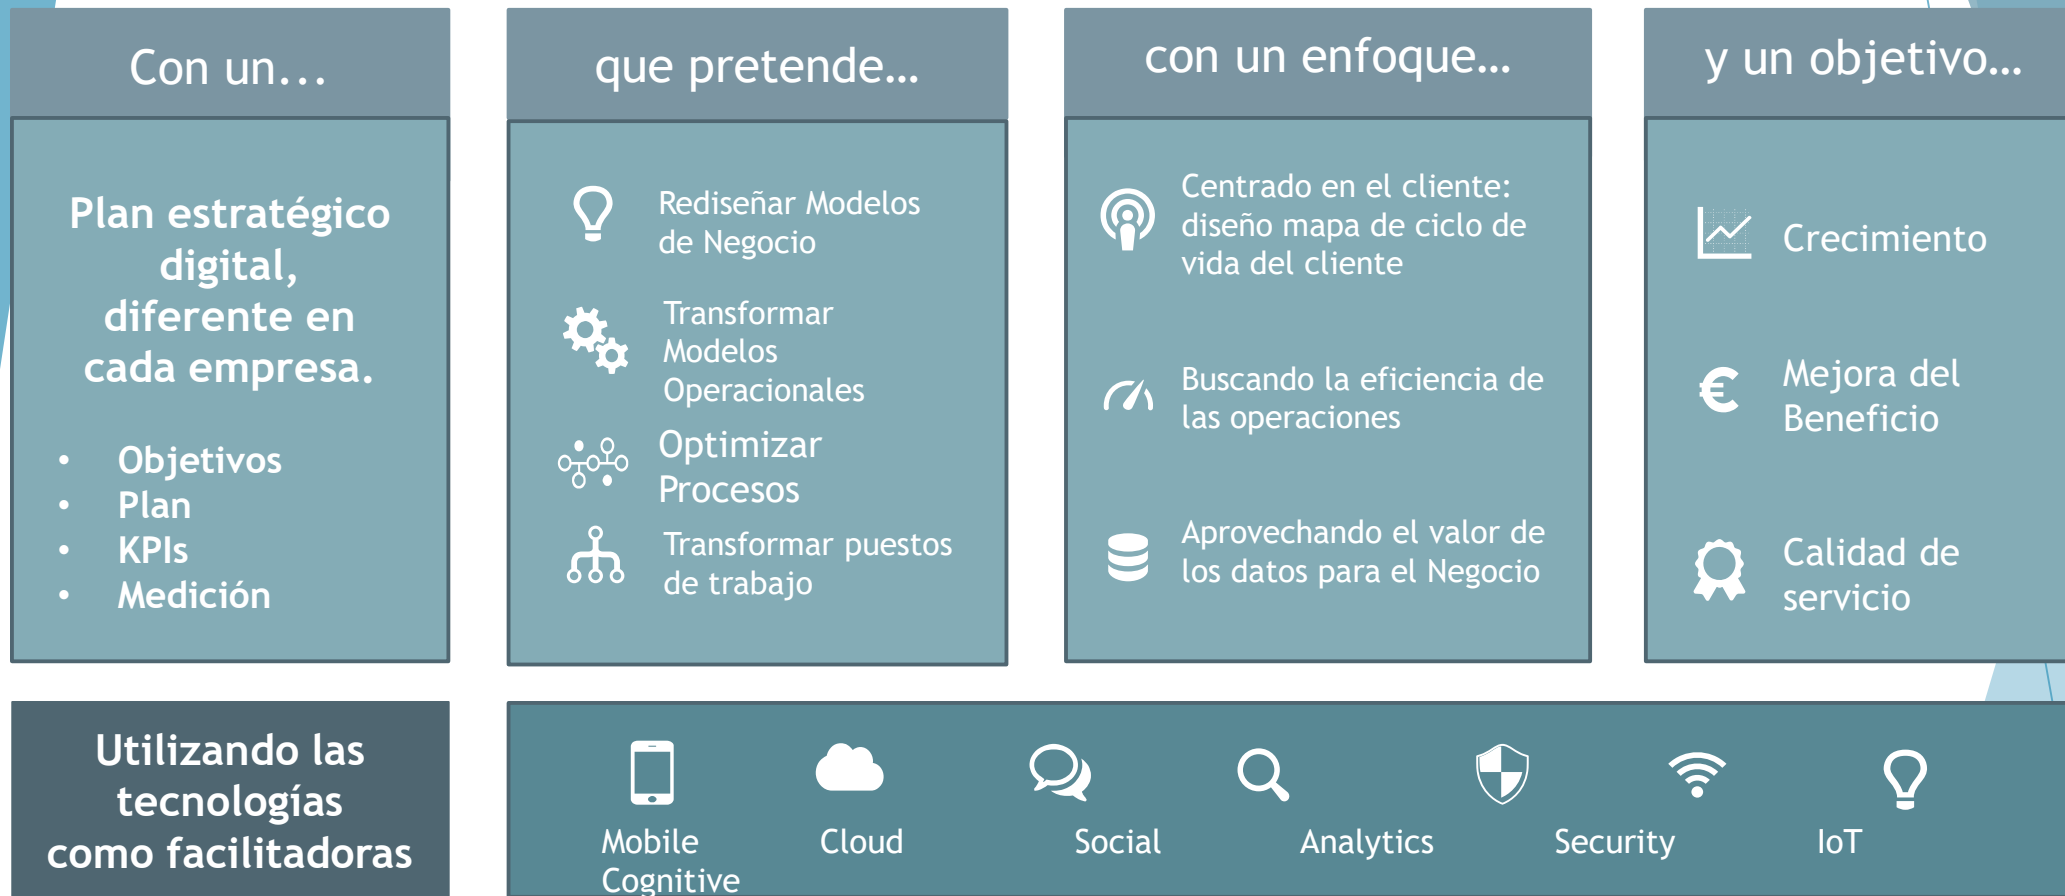 Con un...
Plan estratégico
digital,
diferente en
cada empresa.
• Objetivos
• Plan
• KPIs
• Medición
que pretende…
Rediseñar Modelos
de Negocio
Transformar
Modelos
Operacionales
Optimizar
Procesos
Transformar puestos
de trabajo
con un enfoque…
Centrado en el cliente:
diseño mapa de ciclo de
vida del cliente
Buscando la eficiencia de
las operaciones
Aprovechando el valor de
los datos para el Negocio
y un objetivo…
Crecimiento
€ Mejora del
Beneficio
Calidad de
servicio
Utilizando las
tecnologías
como facilitadoras
Mobile Cloud Social Analytics Security IoT
Cognitive